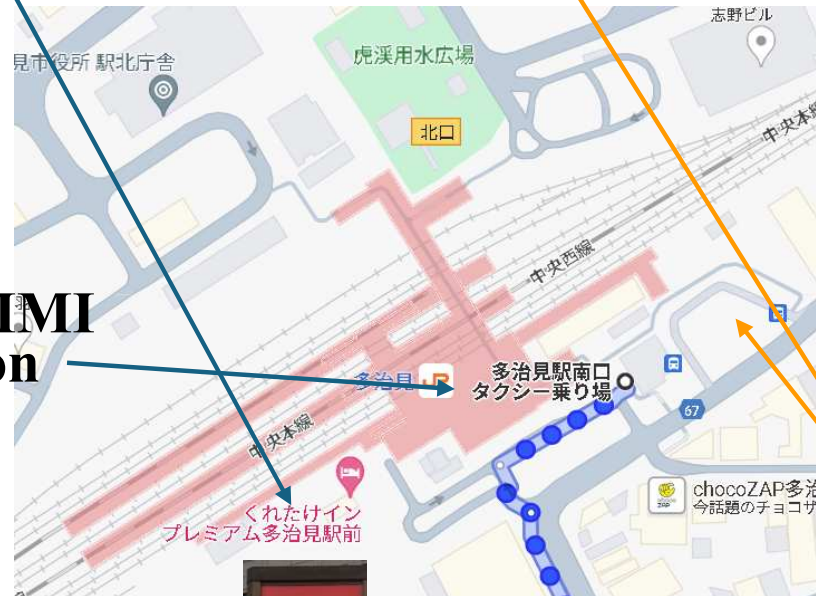 志野ビル
見市役所 駅北庁舎
虎渓用水広場
北口
中央本線
中央西線
IMI
on
多治見
多治見駅南口
タクシー乗り場
67
中央本線
くれたけイン
プレミアム多治見駅前
chocoZAP多治
今話題のチョコザ